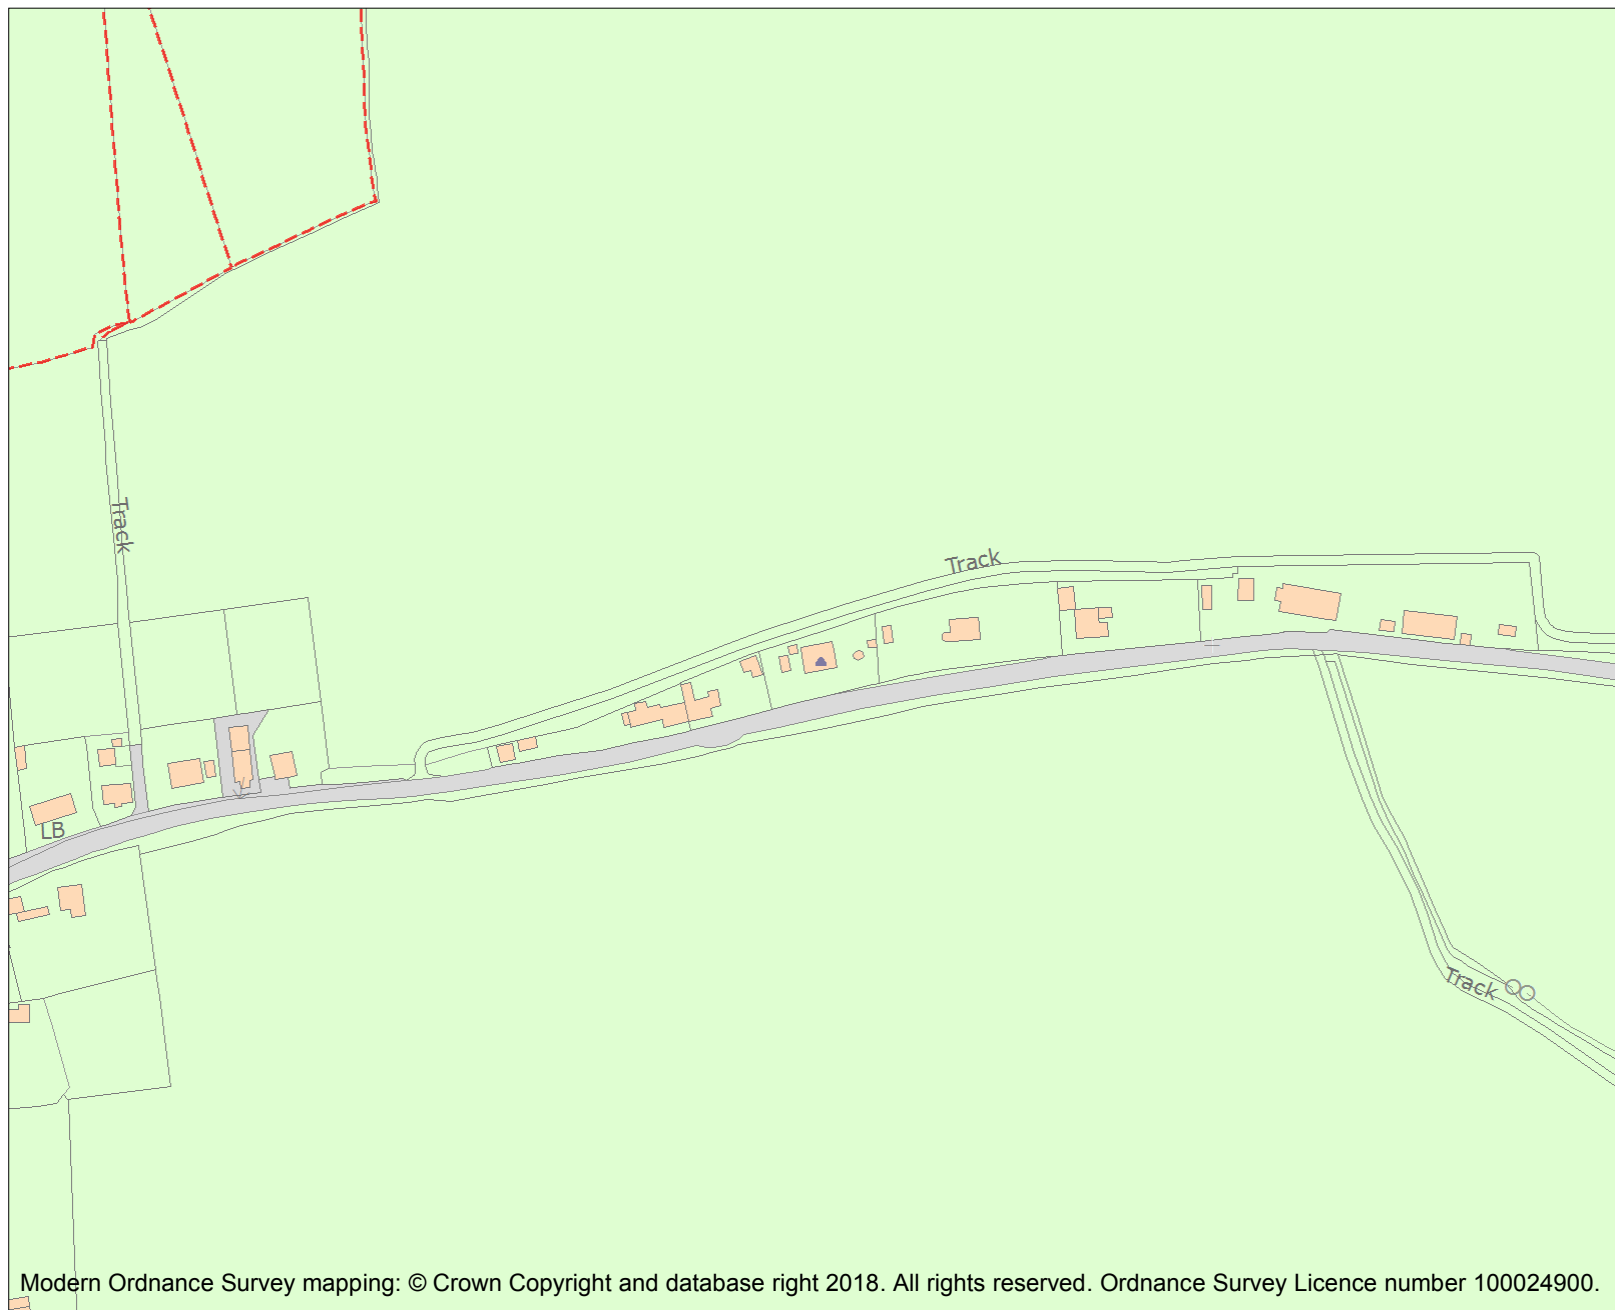 Track
Track
LB
Track
Modern Ordnance Survey mapping: © Crown Copyright and database right 2018. All rights reserved. Ordnance Survey Licence number 100024900.